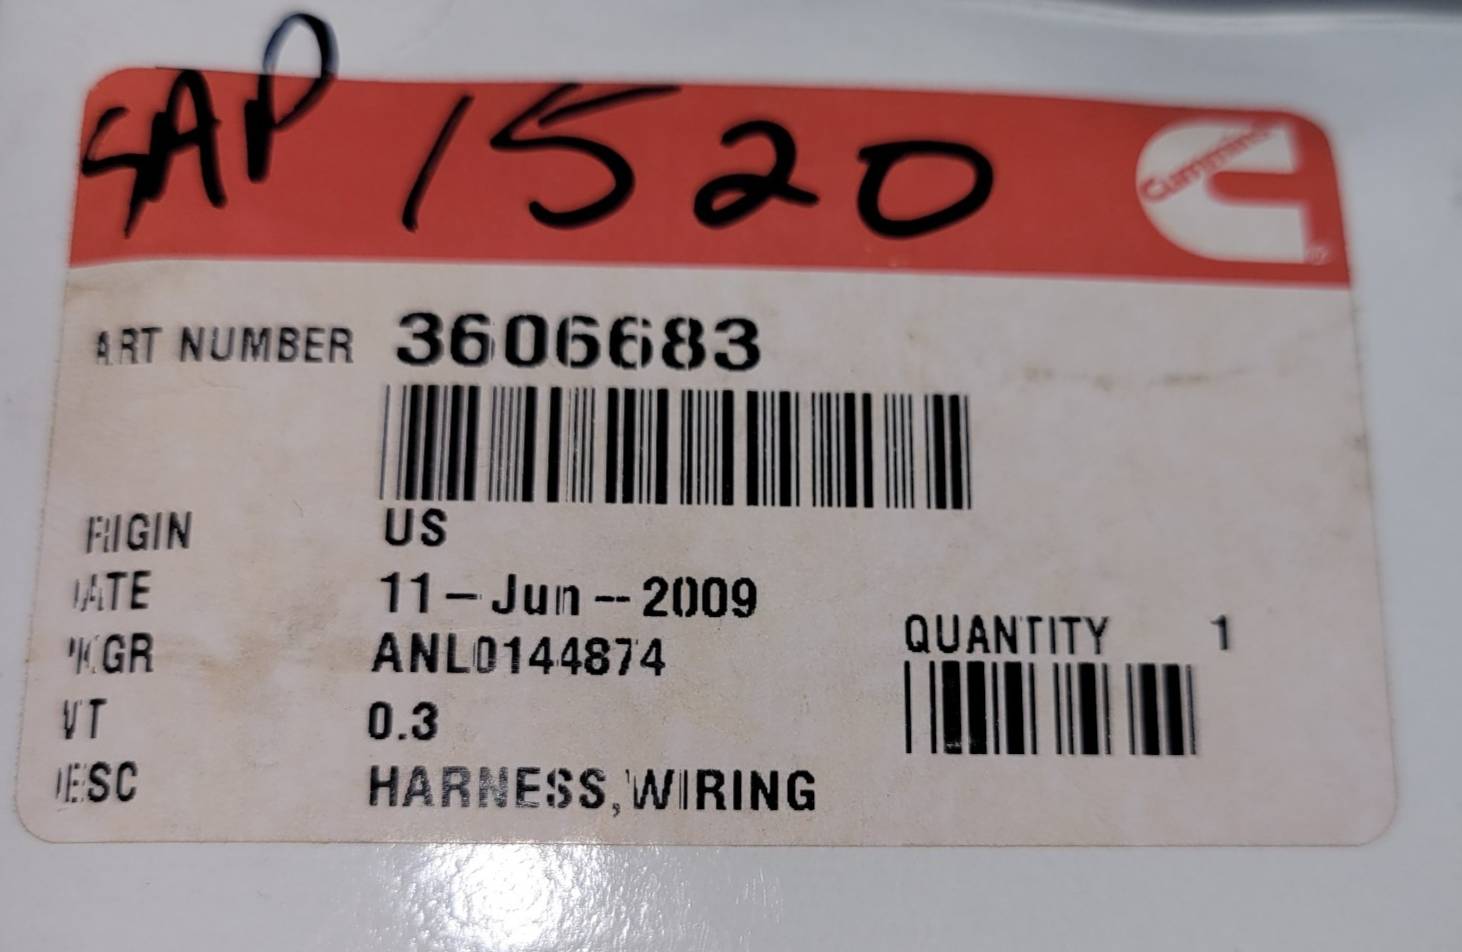 SAP 1520
Cummins
ART NUMBER 3606683
RIGIN US
ATE 11-Jun-2009
KGR ANL0144874
QUANTITY 1
WT 0.3
ESC HARNESS,WIRING